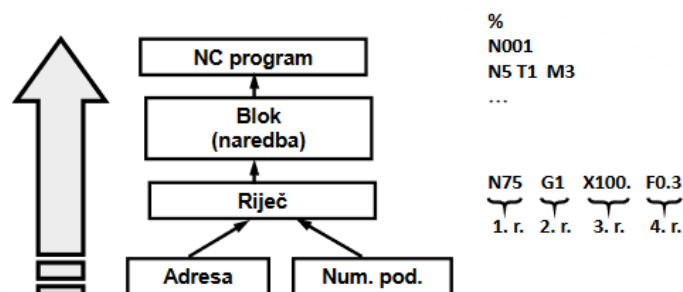 NC program
Blok
(naredba)
Riječ
Adresa
Num. pod.
%
N001
N5 T1 M3
...
N75 G1 X100. F0.3
1. r. 2. r. 3. r. 4. r.